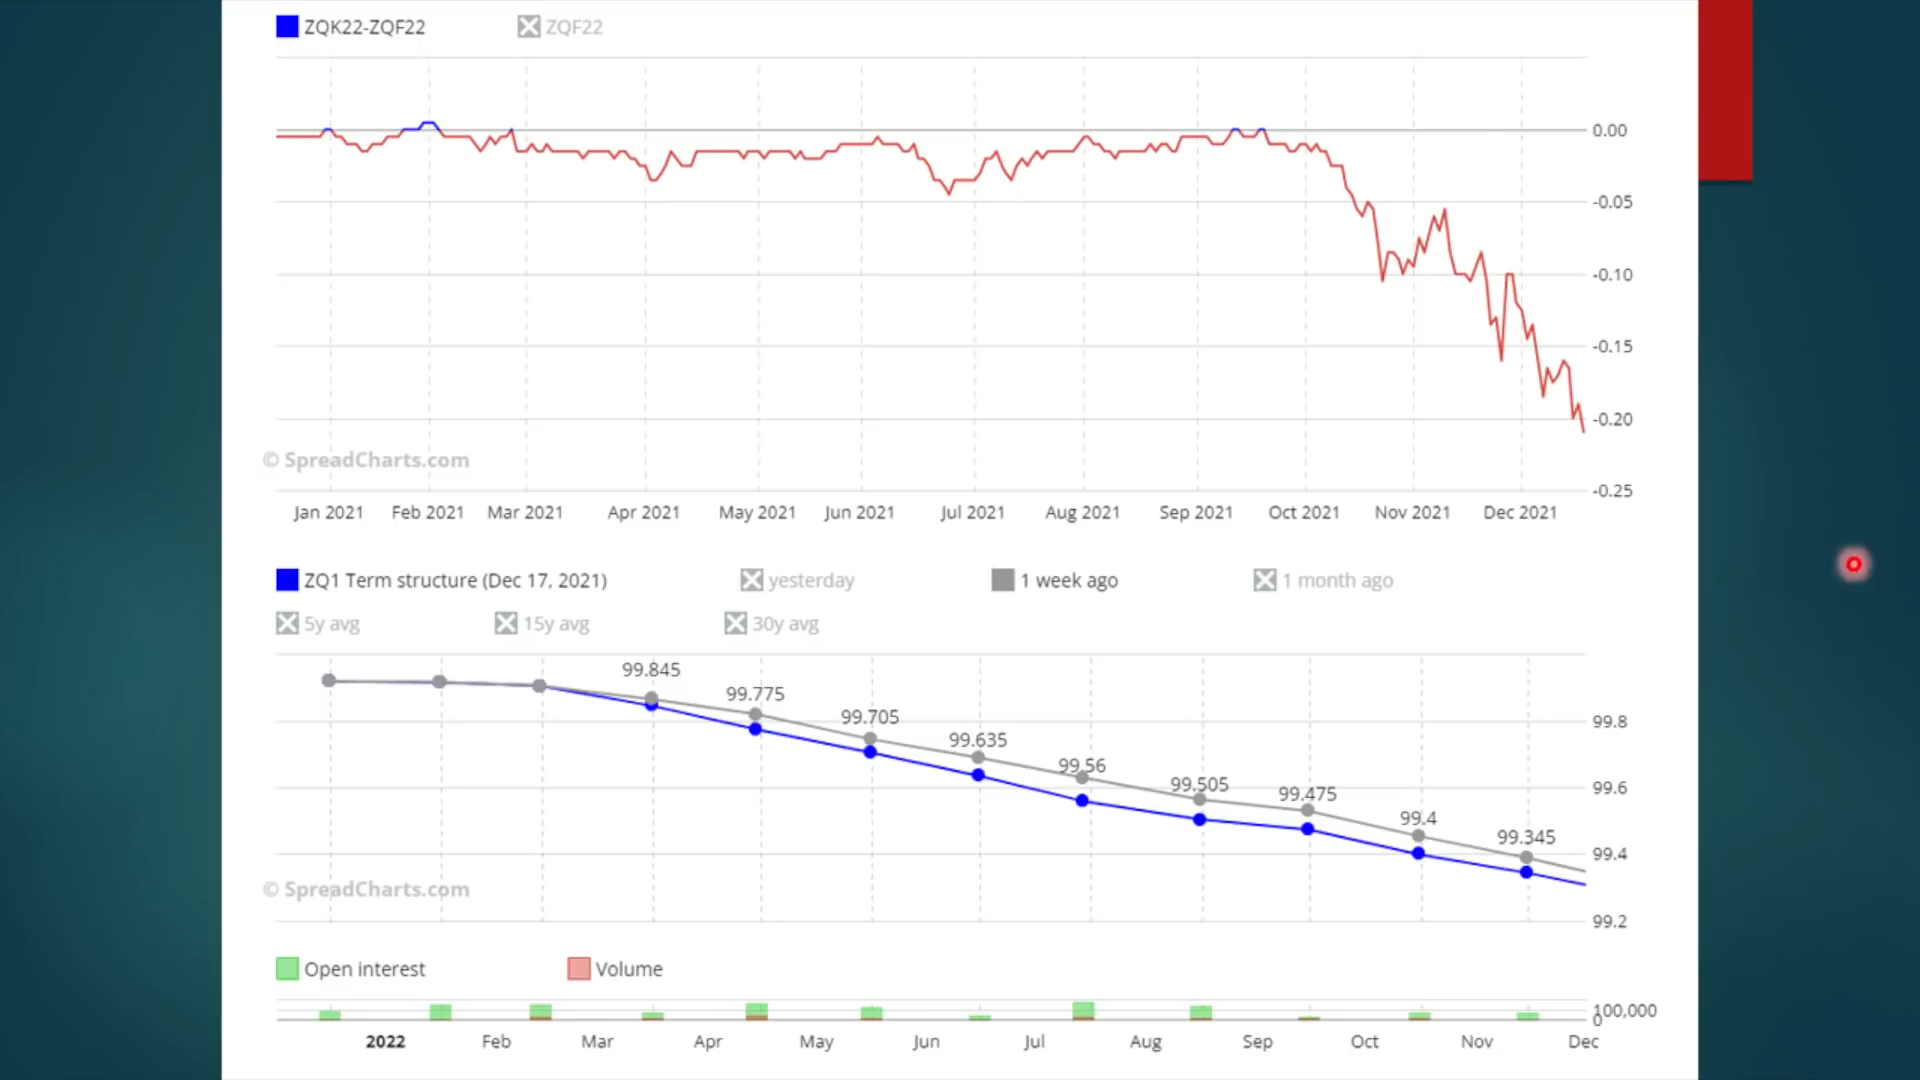 ZQK22-ZQF22 ZQF22
0.00
-0.05
-0.10
-0.15
-0.20
© SpreadCharts.com
-0.25
Jan 2021 Feb 2021 Mar 2021 Apr 2021 May 2021 Jun 2021 Jul 2021 Aug 2021 Sep 2021 Oct 2021 Nov 2021 Dec 2021
ZQ1 Term structure (Dec 17, 2021) yesterday 1 week ago 1 month ago
5y avg 15y avg 30y avg
99.845
99.775
99.705
99.635
99.56
99.505
99.475
99.4
99.345
99.8
99.6
99.4
© SpreadCharts.com
99.2
Open interest Volume
100,000
0
2022 Feb Mar Apr May Jun Jul Aug Sep Oct Nov Dec